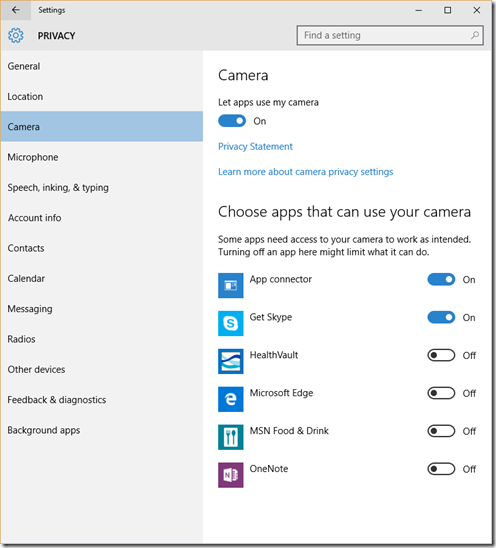 Settings
PRIVACY
Find a setting
General
Location
Camera
Microphone
Speech, inking, & typing
Account info
Contacts
Calendar
Messaging
Radios
Other devices
Feedback & diagnostics
Background apps
Camera
Let apps use my camera
On
Privacy Statement
Learn more about camera privacy settings
Choose apps that can use your camera
Some apps need access to your camera to work as intended.
Turning off an app here might limit what it can do.
App connector On
Get Skype On
HealthVault Off
Microsoft Edge Off
MSN Food & Drink Off
OneNote Off